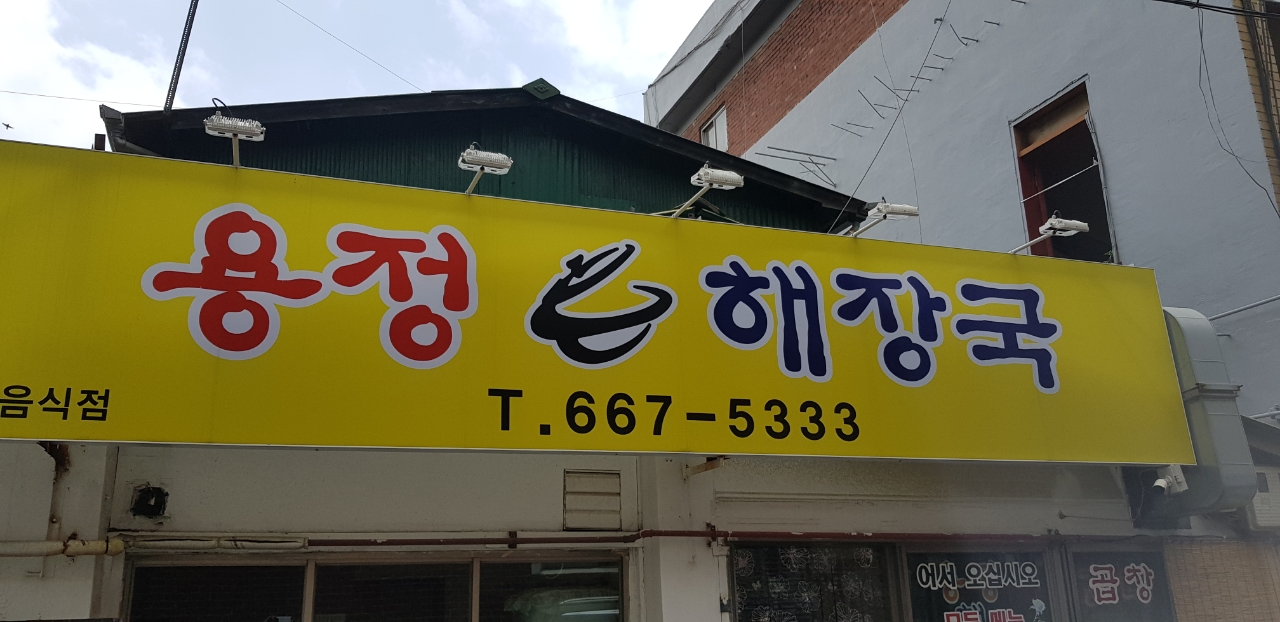 용정 해장국
음식점
T.667-5333
어서 오십시오
곱창